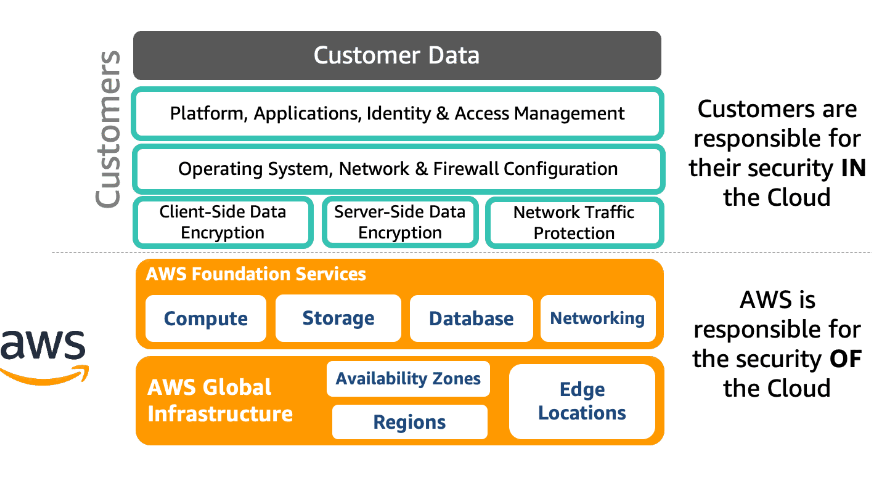 Customers
Customer Data
Platform, Applications, Identity & Access Management
Operating System, Network & Firewall Configuration
Client-Side Data
Encryption
Server-Side Data
Encryption
Network Traffic
Protection
Customers are
responsible for
their security IN
the Cloud
aws
AWS Foundation Services
Compute
Storage
Database
Networking
AWS Global
Infrastructure
Availability Zones
Regions
Edge
Locations
AWS is
responsible for
the security OF
the Cloud